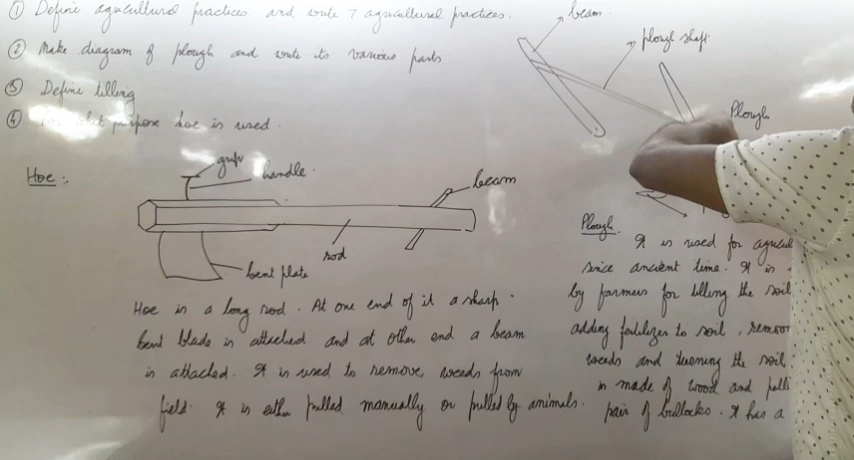 ① Define agricultural practices and write 7 agricultural practices.
② Make diagram of plough and write its various parts
③ Define tilling
④ For what purpose hoe is used.
beam
plough shaft
Plough
Hoe :-
grip
handle
beam
rod
bent plate
Hoe is a long rod. At one end of it a sharp
bent blade is attached and at other end a beam
is attached. It is used to remove weeds from
field. It is either pulled manually or pulled by animals.
Plough.
It is used for
since ancient time. It is
by farmers for tilling the soil
adding fertilizer to soil,
weeds and turning the soil
is made of wood and
pair of bullocks. It has a